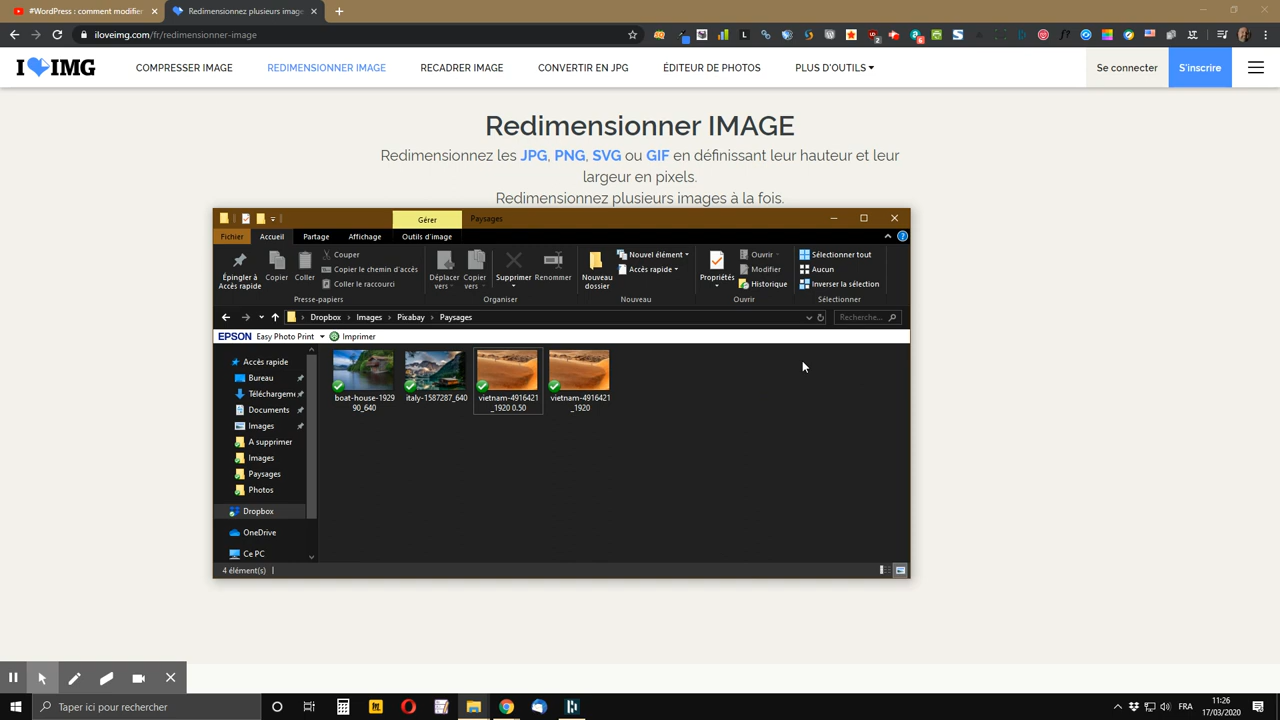 #WordPress : comment modifier
Redimensionnez plusieurs image
iloveimg.com/fr/redimensionner-image
I IMG
COMPRESSER IMAGE
REDIMENSIONNER IMAGE
RECADRER IMAGE
CONVERTIR EN JPG
ÉDITEUR DE PHOTOS
PLUS D'OUTILS
Se connecter
S'inscrire
Redimensionner IMAGE
Redimensionnez les JPG, PNG, SVG ou GIF en définissant leur hauteur et leur
largeur en pixels.
Redimensionnez plusieurs images à la fois.
Gérer
Paysages
Fichier
Accueil
Partage
Affichage
Outils d'image
Épingler à
Accès rapide
Copier
Coller
Couper
Copier le chemin d'accès
Coller le raccourci
Presse-papiers
Déplacer
vers
Copier
vers
Supprimer
Renommer
Organiser
Nouveau
dossier
Nouvel élément
Accès rapide
Nouveau
Propriétés
Ouvrir
Modifier
Historique
Ouvrir
Sélectionner tout
Aucun
Inverser la sélection
Sélectionner
Dropbox
Images
Pixabay
Paysages
Recherche...
EPSON Easy Photo Print
Imprimer
Accès rapide
Bureau
Téléchargem
Documents
Images
A supprimer
Images
Paysages
Photos
Dropbox
OneDrive
Ce PC
boat-house-1929
90_640
italy-1587287_640
vietnam-4916421
_1920 0.50
vietnam-4916421
_1920
4 élément(s)
Taper ici pour rechercher
FRA
11:26
17/03/2020